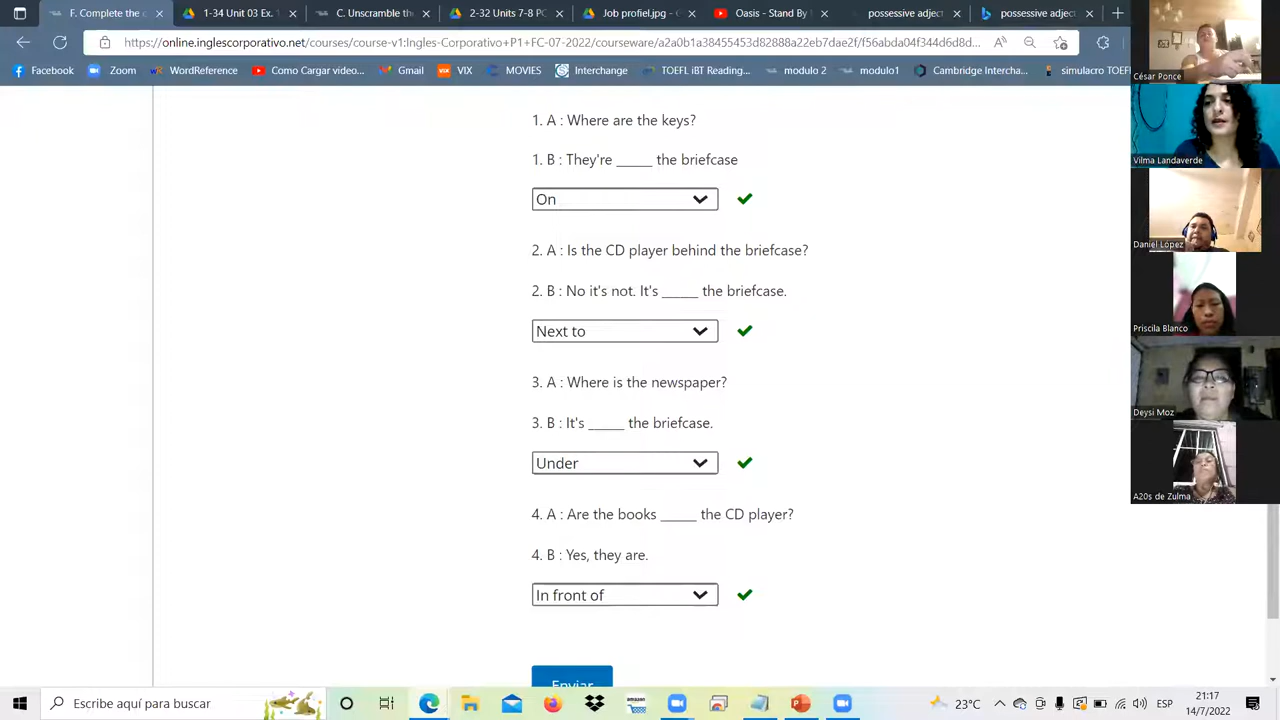 F. Complete the c
1-34 Unit 03 Ex. 1
C. Unscramble the
2-32 Units 7-8 PC
Job profiel.jpg - G
Oasis - Stand By M
possessive adject
possessive adject
https://online.inglescorporativo.net/courses/course-v1:Ingles-Corporativo+P1+FC-07-2022/courseware/a2a0b1a38455453d82888a22eb7dae2f/f56abda04f344d6d8d...
Facebook
Zoom
WordReference
Como Cargar vídeo...
Gmail
VIX
MOVIES
Interchange
TOEFL iBT Reading...
modulo 2
modulo1
Cambridge Intercha...
simulacro TOEFL
1. A : Where are the keys?
1. B : They're _____ the briefcase
On
2. A : Is the CD player behind the briefcase?
2. B : No it's not. It's _____ the briefcase.
Next to
3. A : Where is the newspaper?
3. B : It's _____ the briefcase.
Under
4. A : Are the books _____ the CD player?
4. B : Yes, they are.
In front of
Enviar
César Ponce
Vilma Landaverde
Daniel López
Priscila Blanco
Deysi Moz
A20s de Zulma
Escribe aquí para buscar
23°C
ESP
21:17
14/7/2022